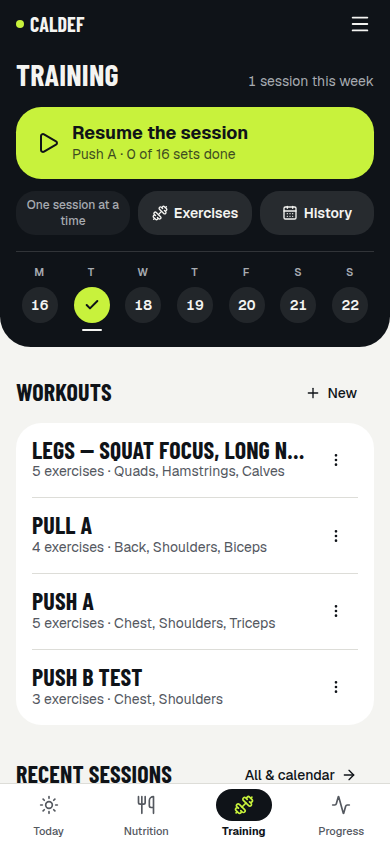 CALDEF
TRAINING
1 session this week
Resume the session
Push A · 0 of 16 sets done
One session at a
time
Exercises
History
M T W T F S S
16 18 19 20 21 22
WORKOUTS
+ New
LEGS — SQUAT FOCUS, LONG N...
5 exercises · Quads, Hamstrings, Calves
PULL A
4 exercises · Back, Shoulders, Biceps
PUSH A
5 exercises · Chest, Shoulders, Triceps
PUSH B TEST
3 exercises · Chest, Shoulders
RECENT SESSIONS
All & calendar →
Today Nutrition Training Progress